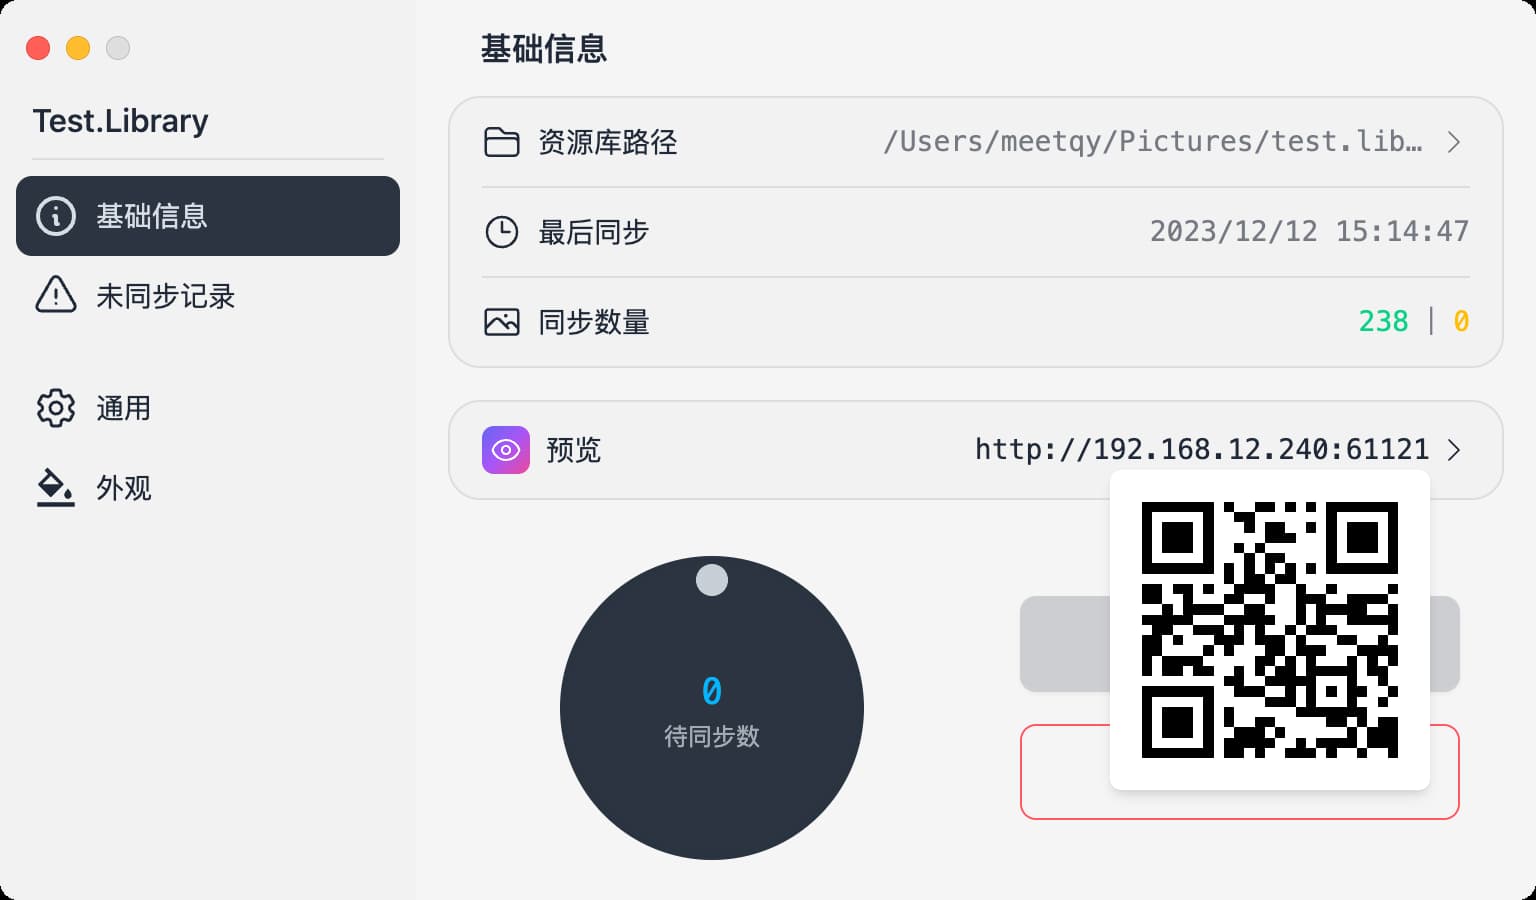 Test.Library
基础信息
未同步记录
通用
外观
基础信息
资源库路径 /Users/meetqy/Pictures/test.lib…
最后同步 2023/12/12 15:14:47
同步数量 238 | 0
预览 http://192.168.12.240:61121
0
待同步数